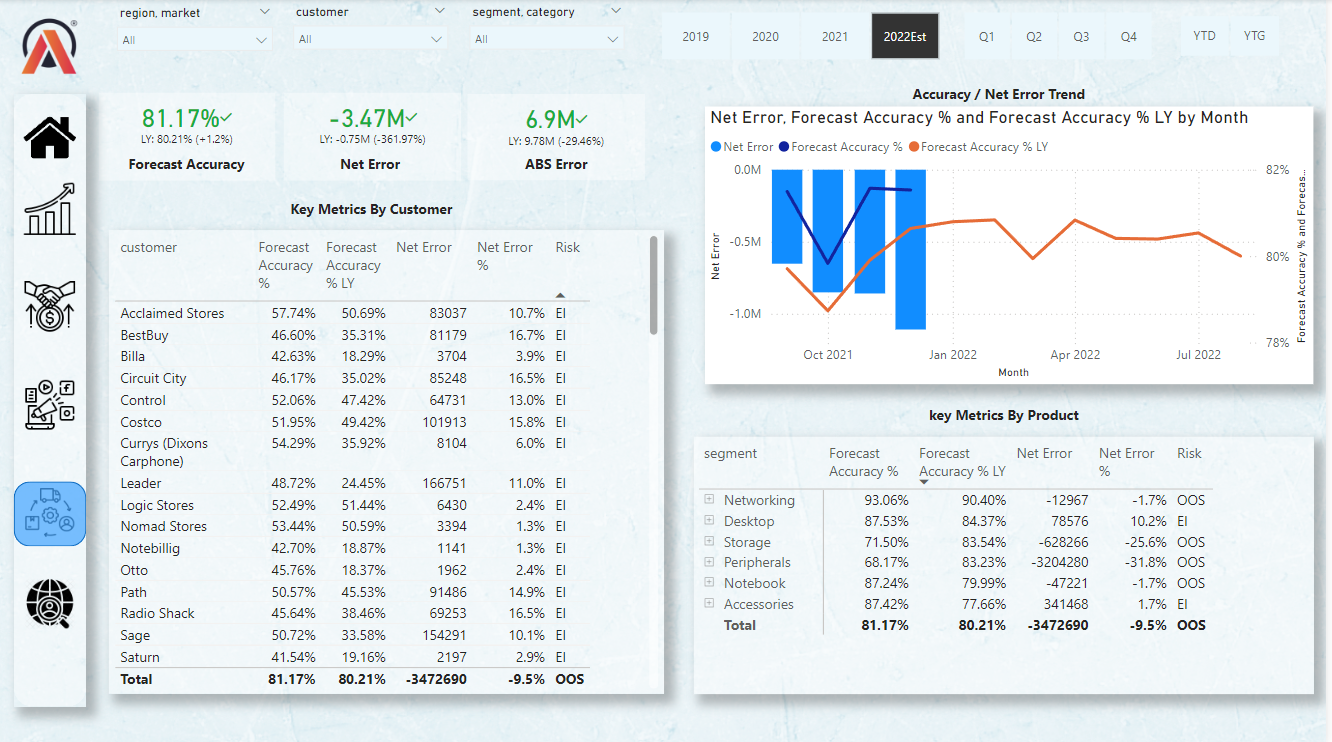 region, market
customer
segment, category
All
All
All
2019
2020
2021
2022Est
Q1
Q2
Q3
Q4
YTD
YTG
81.17%
LY: 80.21% (+1.2%)
Forecast Accuracy
-3.47M
LY: -0.75M (-361.97%)
Net Error
6.9M
LY: 9.78M (-29.46%)
ABS Error
Accuracy / Net Error Trend
Net Error, Forecast Accuracy % and Forecast Accuracy % LY by Month
Net Error Forecast Accuracy % Forecast Accuracy % LY
0.0M
-0.5M
-1.0M
Net Error
82%
80%
78%
Forecast Accuracy % and Forecas...
Oct 2021 Jan 2022 Apr 2022 Jul 2022
Month
Key Metrics By Customer
customer Forecast Accuracy % Forecast Accuracy % LY Net Error Net Error % Risk
Acclaimed Stores 57.74% 50.69% 83037 10.7% EI
BestBuy 46.60% 35.31% 81179 16.7% EI
Billa 42.63% 18.29% 3704 3.9% EI
Circuit City 46.17% 35.02% 85248 16.5% EI
Control 52.06% 47.42% 64731 13.0% EI
Costco 51.95% 49.42% 101913 15.8% EI
Currys (Dixons 54.29% 35.92% 8104 6.0% EI
Carphone)
Leader 48.72% 24.45% 166751 11.0% EI
Logic Stores 52.49% 51.44% 6430 2.4% EI
Nomad Stores 53.44% 50.59% 3394 1.3% EI
Notebillig 42.70% 18.87% 1141 1.3% EI
Otto 45.76% 18.37% 1962 2.4% EI
Path 50.57% 45.53% 91486 14.9% EI
Radio Shack 45.64% 38.46% 69253 16.5% EI
Sage 50.72% 33.58% 154291 10.1% EI
Saturn 41.54% 19.16% 2197 2.9% EI
Total 81.17% 80.21% -3472690 -9.5% OOS
key Metrics By Product
segment Forecast Accuracy % Forecast Accuracy % LY Net Error Net Error % Risk
Networking 93.06% 90.40% -12967 -1.7% OOS
Desktop 87.53% 84.37% 78576 10.2% EI
Storage 71.50% 83.54% -628266 -25.6% OOS
Peripherals 68.17% 83.23% -3204280 -31.8% OOS
Notebook 87.24% 79.99% -47221 -1.7% OOS
Accessories 87.42% 77.66% 341468 1.7% EI
Total 81.17% 80.21% -3472690 -9.5% OOS